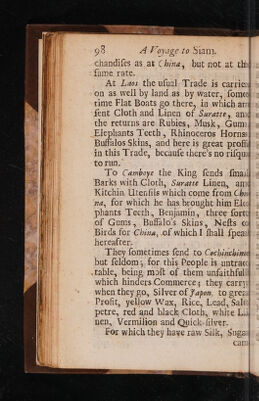 98 A Voyage to Siam.
chandises as at China, but not at the
same rate.
At Laos the usual Trade is carried
on as well by land as by water, some
time Flat Boats go there, in which are
sent Cloth and Linen of Suratte, and
the returns are Rubies, Musk, Gum
Elephants Teeth, Rhinoceros Horns
Buffalos Skins, and here is great profit
in this Trade, because there's no risque
to run.
To Camboye the King sends small
Barks with Cloth, Suratte Linen, and
Kitchin Utensils which come from Chi
na, for which he has brought him Ele
phants Teeth, Benjamin, three sorts
of Gums, Buffalo's Skins, Nests of
Birds for China, of which I shall speak
hereafter.
They sometimes send to Cochinchine
but seldom; for this People is untrac
table, being most of them unfaithfull
which hinders Commerce; they carry
when they go, Silver of Japon, to great
Profit, yellow Wax, Rice, Lead, Salt
petre, red and black Cloth, white Li
nen, Vermilion and Quick-silver.
For which they have raw Silk, Sugar
can